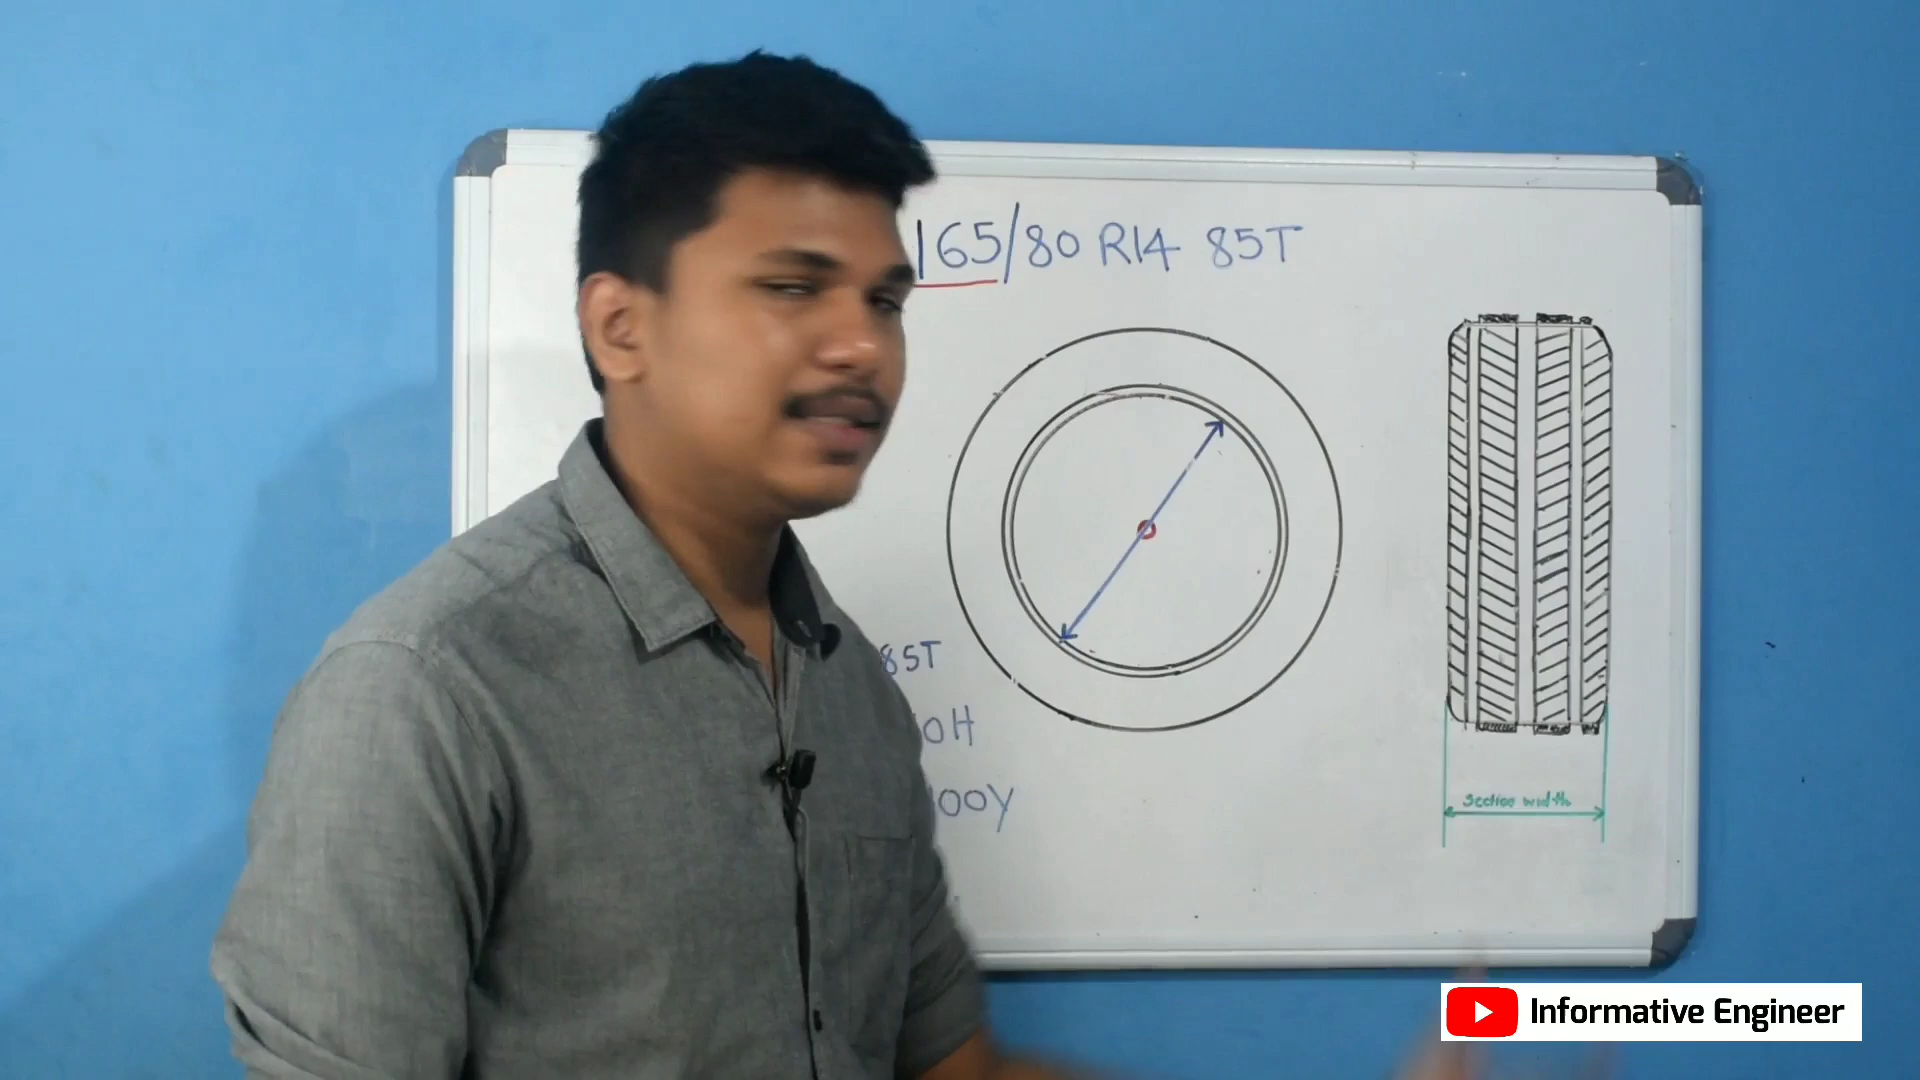 165/80 R14 85T
85T
0H
00Y
Section width
Informative Engineer